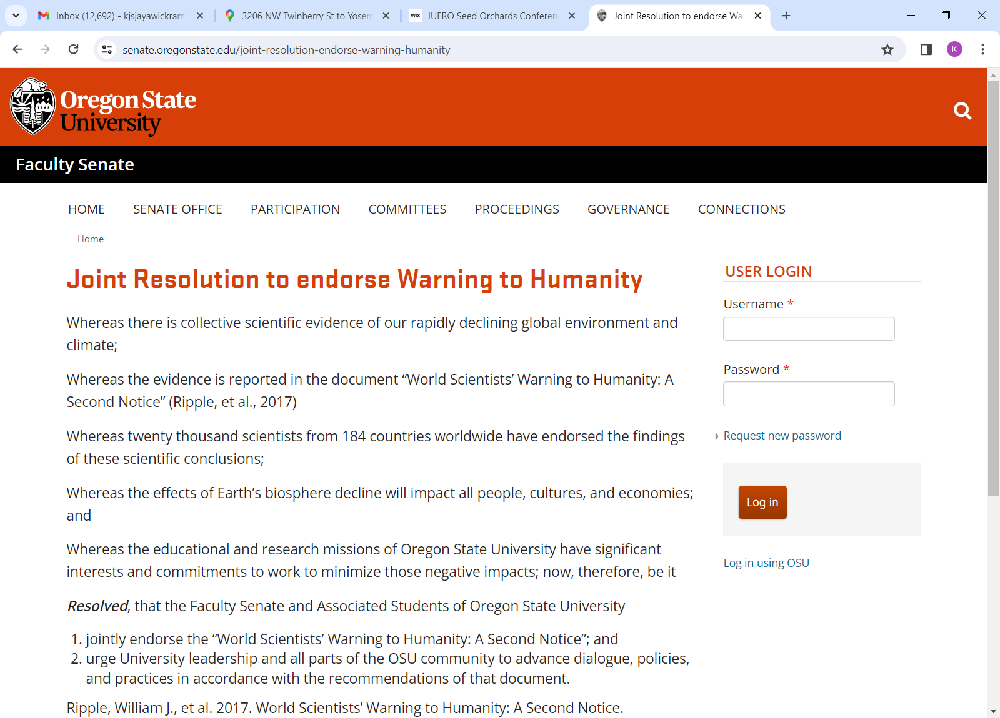 Inbox (12,692) - kjsjayawickram
3206 NW Twinberry St to Yosem
WIX IUFRO Seed Orchards Conferen
Joint Resolution to endorse Wa
senate.oregonstate.edu/joint-resolution-endorse-warning-humanity
K
Oregon State
University
Faculty Senate
HOME SENATE OFFICE PARTICIPATION COMMITTEES PROCEEDINGS GOVERNANCE CONNECTIONS
Home
Joint Resolution to endorse Warning to Humanity
Whereas there is collective scientific evidence of our rapidly declining global environment and
climate;
Whereas the evidence is reported in the document “World Scientists’ Warning to Humanity: A
Second Notice” (Ripple, et al., 2017)
Whereas twenty thousand scientists from 184 countries worldwide have endorsed the findings
of these scientific conclusions;
Whereas the effects of Earth’s biosphere decline will impact all people, cultures, and economies;
and
Whereas the educational and research missions of Oregon State University have significant
interests and commitments to work to minimize those negative impacts; now, therefore, be it
Resolved, that the Faculty Senate and Associated Students of Oregon State University
1. jointly endorse the “World Scientists’ Warning to Humanity: A Second Notice”; and
2. urge University leadership and all parts of the OSU community to advance dialogue, policies,
and practices in accordance with the recommendations of that document.
Ripple, William J., et al. 2017. World Scientists’ Warning to Humanity: A Second Notice.
USER LOGIN
Username *
Password *
Request new password
Log in
Log in using OSU